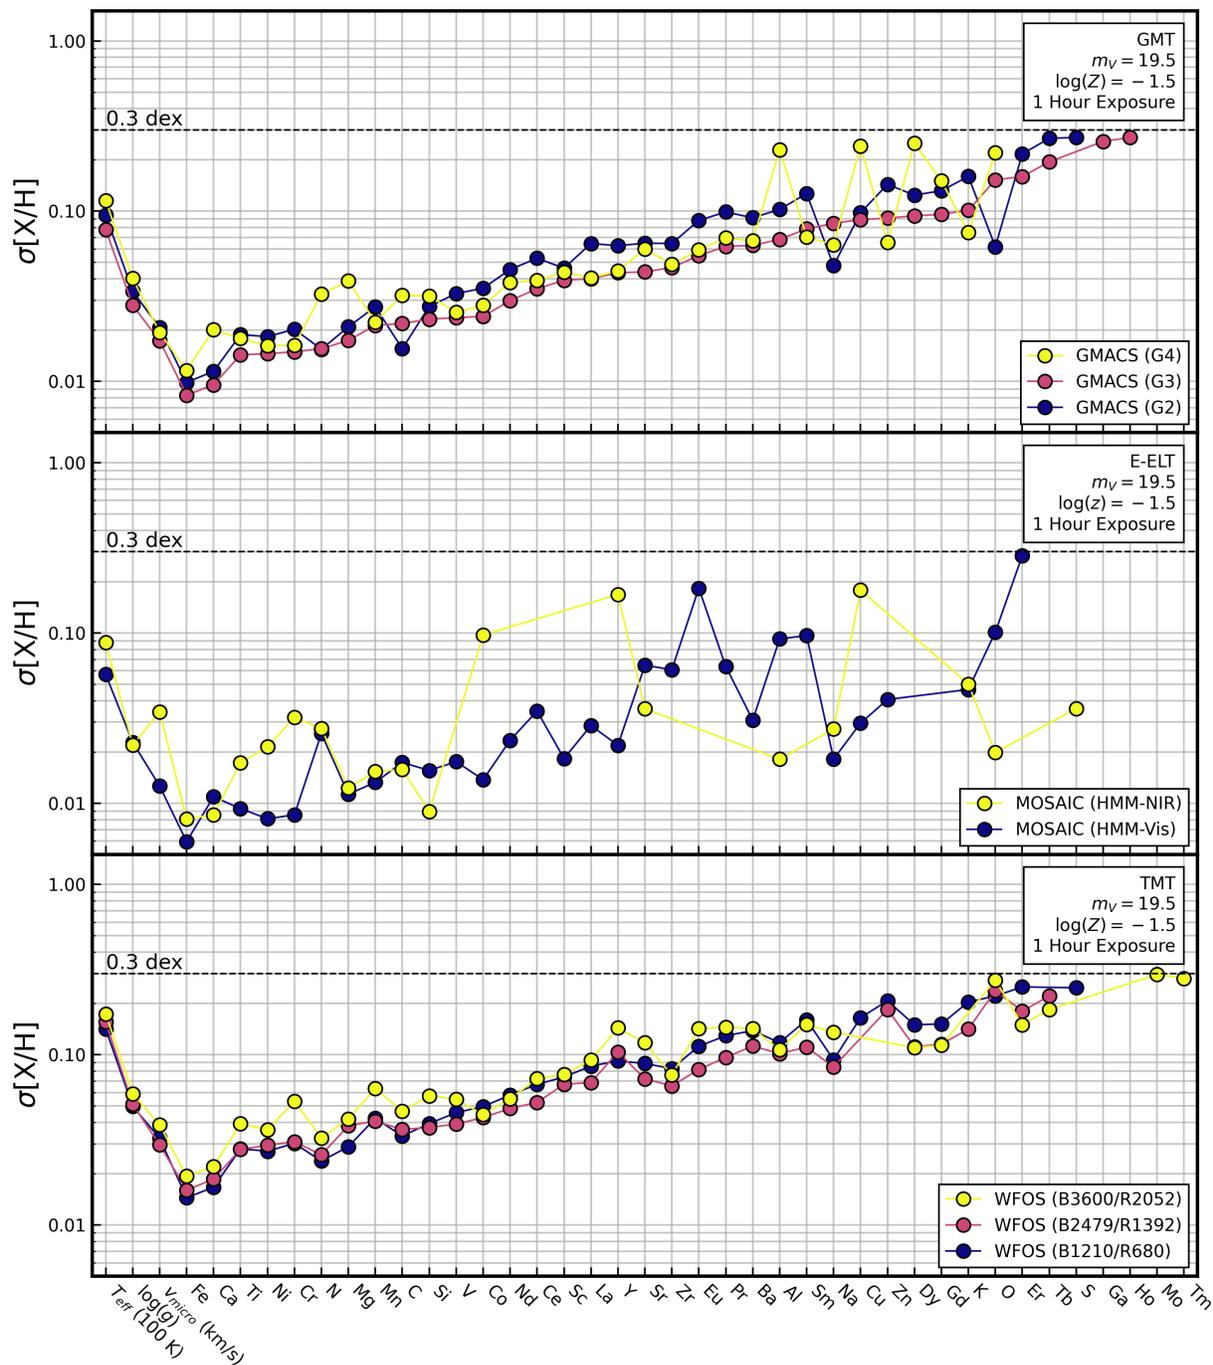 1.00
0.10
0.01
σ[X/H]
0.3 dex
GMT
m_V = 19.5
log(Z) = −1.5
1 Hour Exposure
GMACS (G4)
GMACS (G3)
GMACS (G2)
1.00
0.10
0.01
σ[X/H]
0.3 dex
E-ELT
m_V = 19.5
log(z) = −1.5
1 Hour Exposure
MOSAIC (HMM-NIR)
MOSAIC (HMM-Vis)
1.00
0.10
0.01
σ[X/H]
0.3 dex
TMT
m_V = 19.5
log(Z) = −1.5
1 Hour Exposure
WFOS (B3600/R2052)
WFOS (B2479/R1392)
WFOS (B1210/R680)
T_eff (100 K)
log(g)
v_micro (km/s)
Fe
Ca
Ti
Ni
Cr
N
Mg
Mn
C
Si
V
Co
Nd
Ce
Sc
La
Y
Sr
Zr
Eu
Pr
Ba
Al
Sm
Na
Cu
Zn
Dy
Gd
K
O
Er
Tb
S
Ga
Ho
Mo
Tm